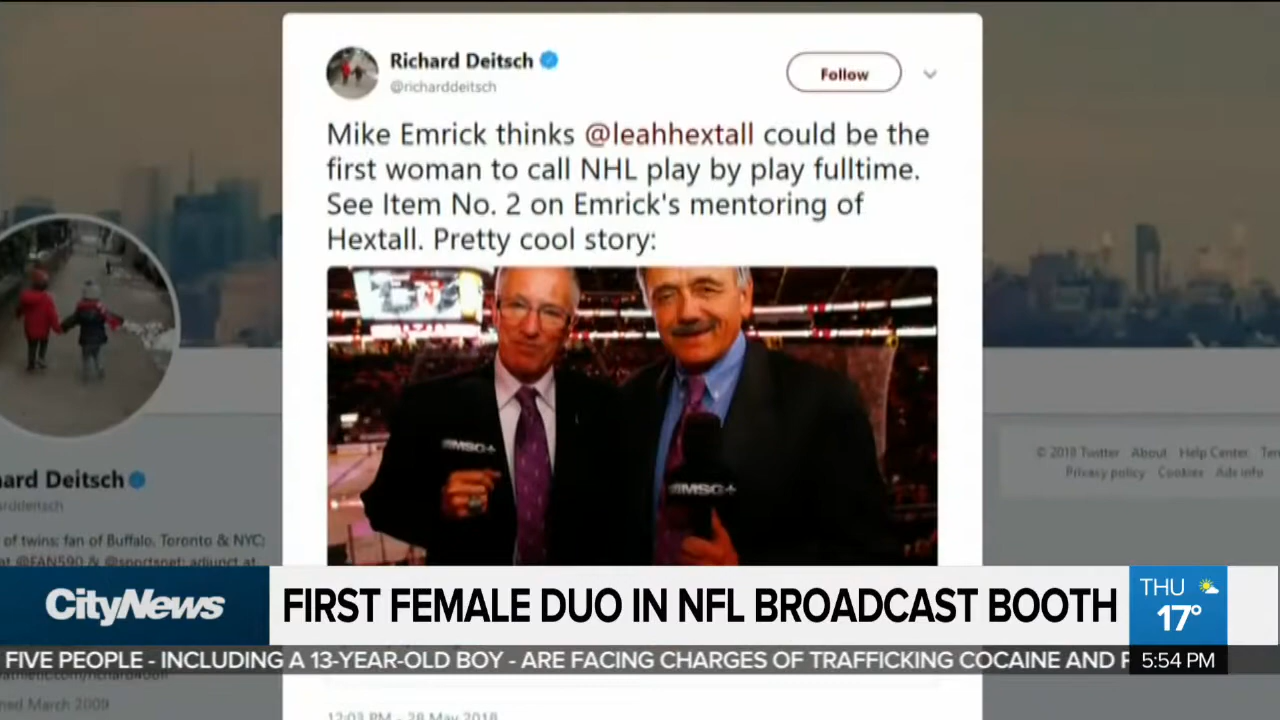 Richard Deitsch
@richarddeitsch
Follow
Mike Emrick thinks @leahhextall could be the
first woman to call NHL play by play fulltime.
See Item No. 2 on Emrick's mentoring of
Hextall. Pretty cool story:
MSG+
MSG+
ard Deitsch
© 2018 Twitter About Help Center
Privacy policy Cookies Ads info
of twins; fan of Buffalo, Toronto & NYC;
@FAN590 & @sportsnet; adjunct at
CityNews
FIRST FEMALE DUO IN NFL BROADCAST BOOTH
THU
17°
FIVE PEOPLE - INCLUDING A 13-YEAR-OLD BOY - ARE FACING CHARGES OF TRAFFICKING COCAINE AND
5:54 PM
March 2009
12:03 PM - 28 May 2018